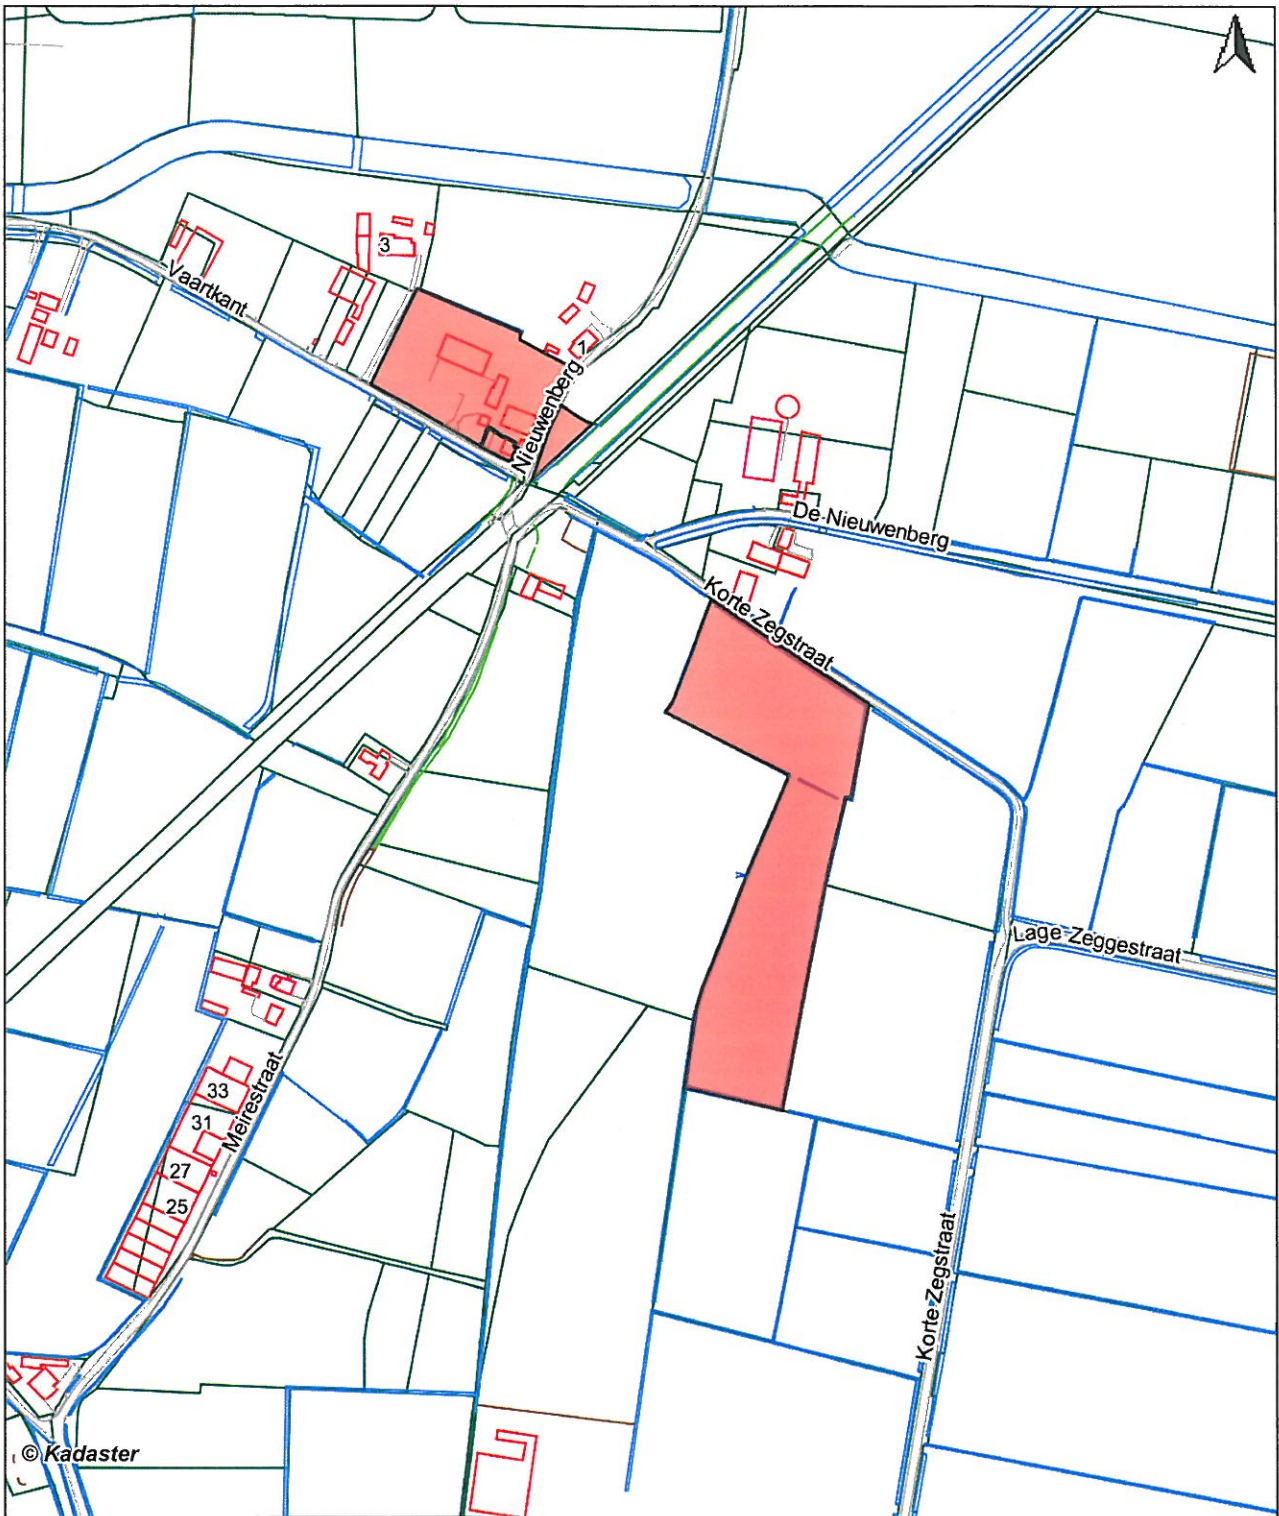 3
Vaartkant
1
Nieuwenberg
De Nieuwenberg
Korte Zegstraat
Lage Zeggestraat
33
31
Meirestraat
27
25
Korte Zegstraat
© Kadaster